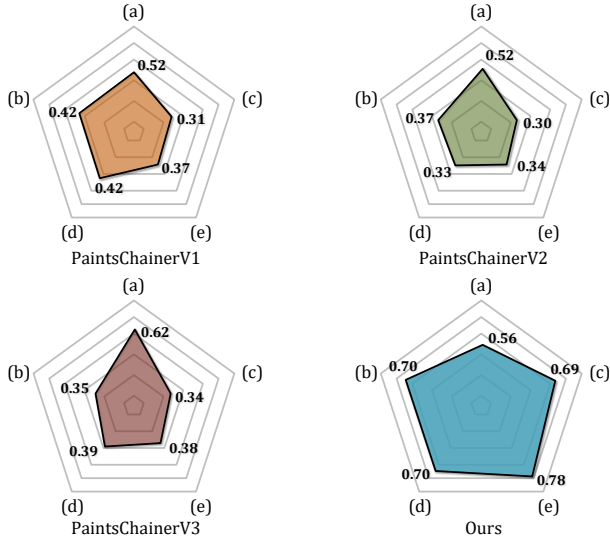 (a) (a)
0.52 0.52
(b) (c) (b) (c)
0.42 0.31 0.37 0.30
0.42 0.37 0.33 0.34
(d) (e) (d) (e)
PaintsChainerV1 PaintsChainerV2
(a) (a)
0.62 0.56
(b) (c) (b) (c)
0.35 0.34 0.70 0.69
0.39 0.38 0.70 0.78
(d) (e) (d) (e)
PaintsChainerV3 Ours